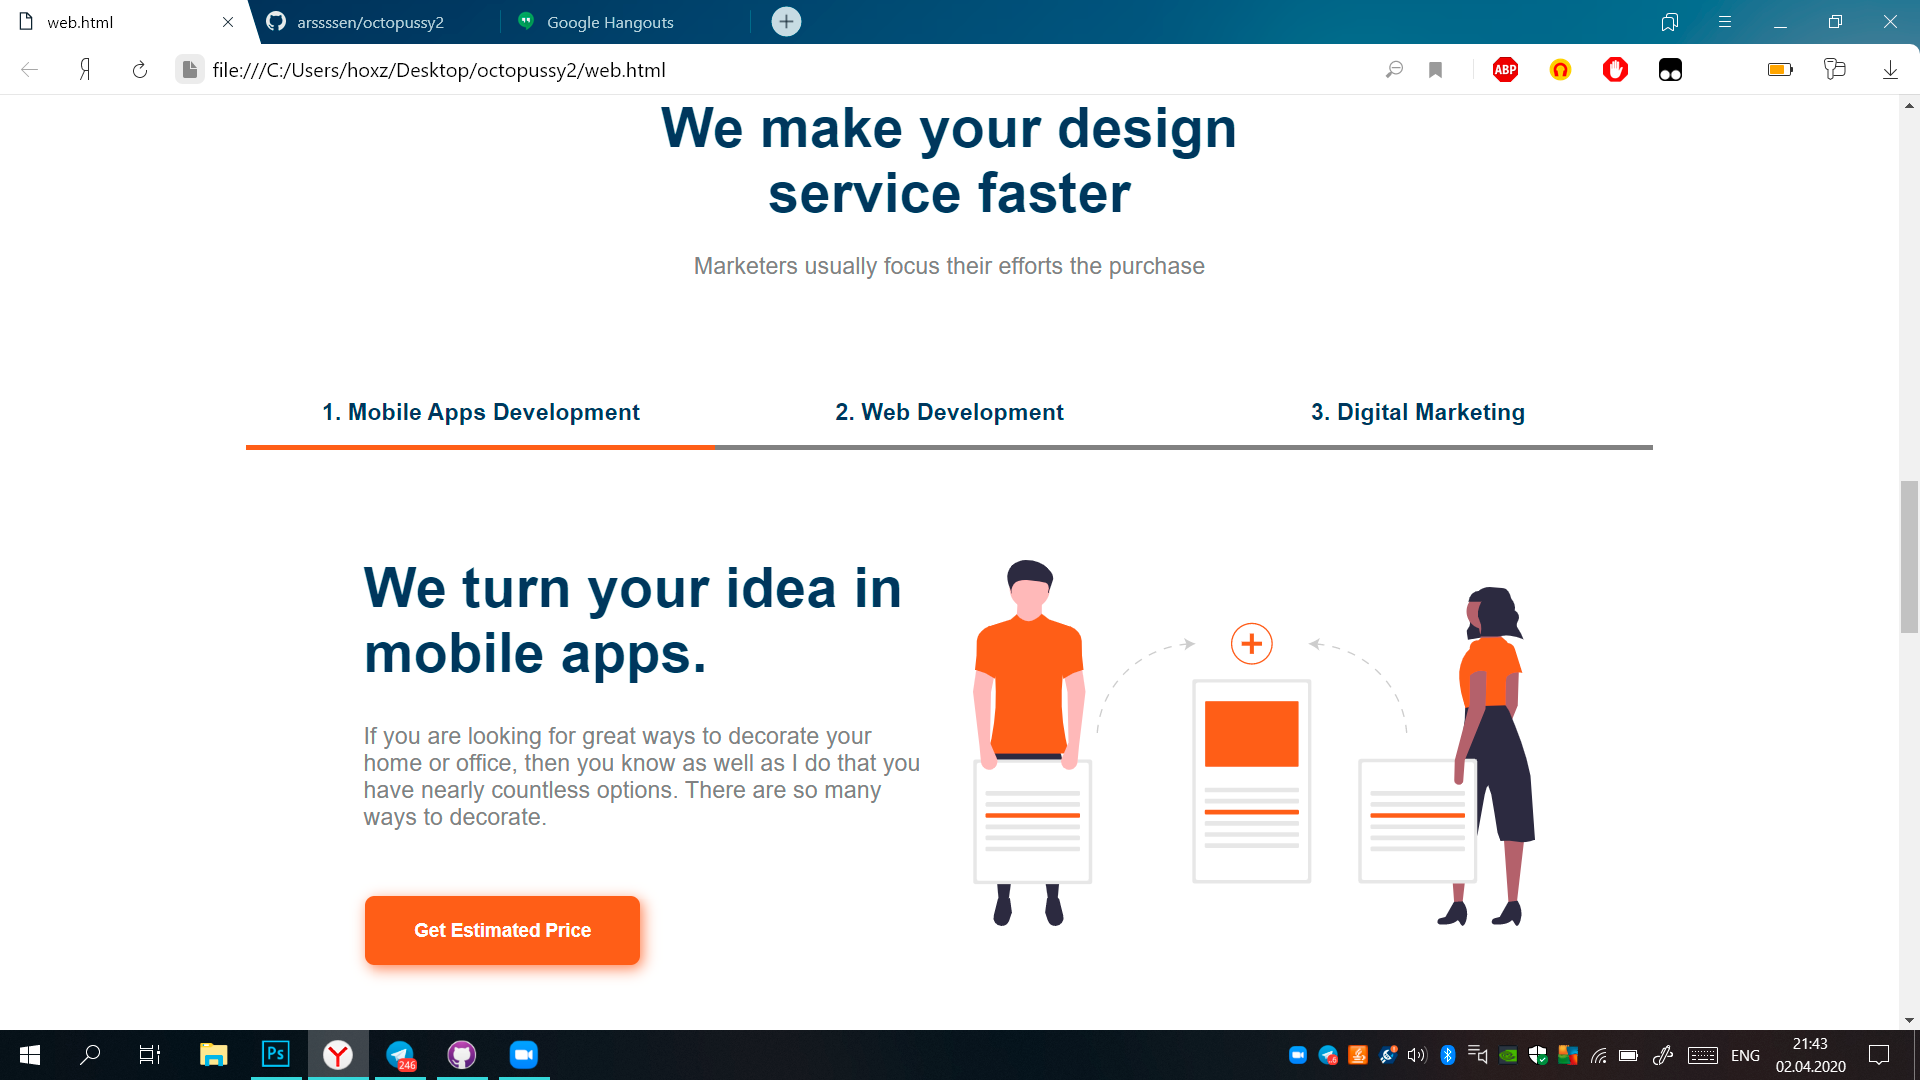 web.html
arssssen/octopussy2
Google Hangouts
Я
file:///C:/Users/hoxz/Desktop/octopussy2/web.html
ABP
We make your design
service faster
Marketers usually focus their efforts the purchase
1. Mobile Apps Development
2. Web Development
3. Digital Marketing
We turn your idea in
mobile apps.
If you are looking for great ways to decorate your
home or office, then you know as well as I do that you
have nearly countless options. There are so many
ways to decorate.
Get Estimated Price
Ps
Y
246
ENG
21:43
02.04.2020